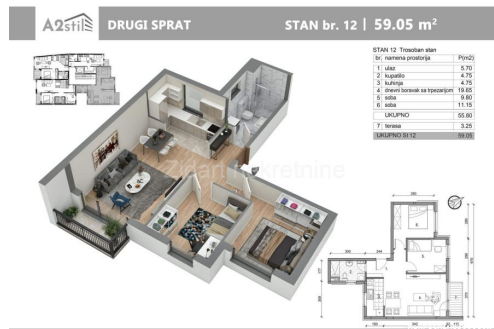 A2stil
DRUGI SPRAT
STAN br. 12 | 59.05 m²
STAN 12 Trosoban stan
br. namena prostorija P(m2)
1 ulaz 5.70
2 kupatilo 4.75
3 kuhinja 4.75
4 dnevni boravak sa trpezarijom 19.65
5 soba 9.80
6 soba 11.15
UKUPNO 55.80
7 terasa 3.25
UKUPNO St 12 59.05
Zidart Nekretnine